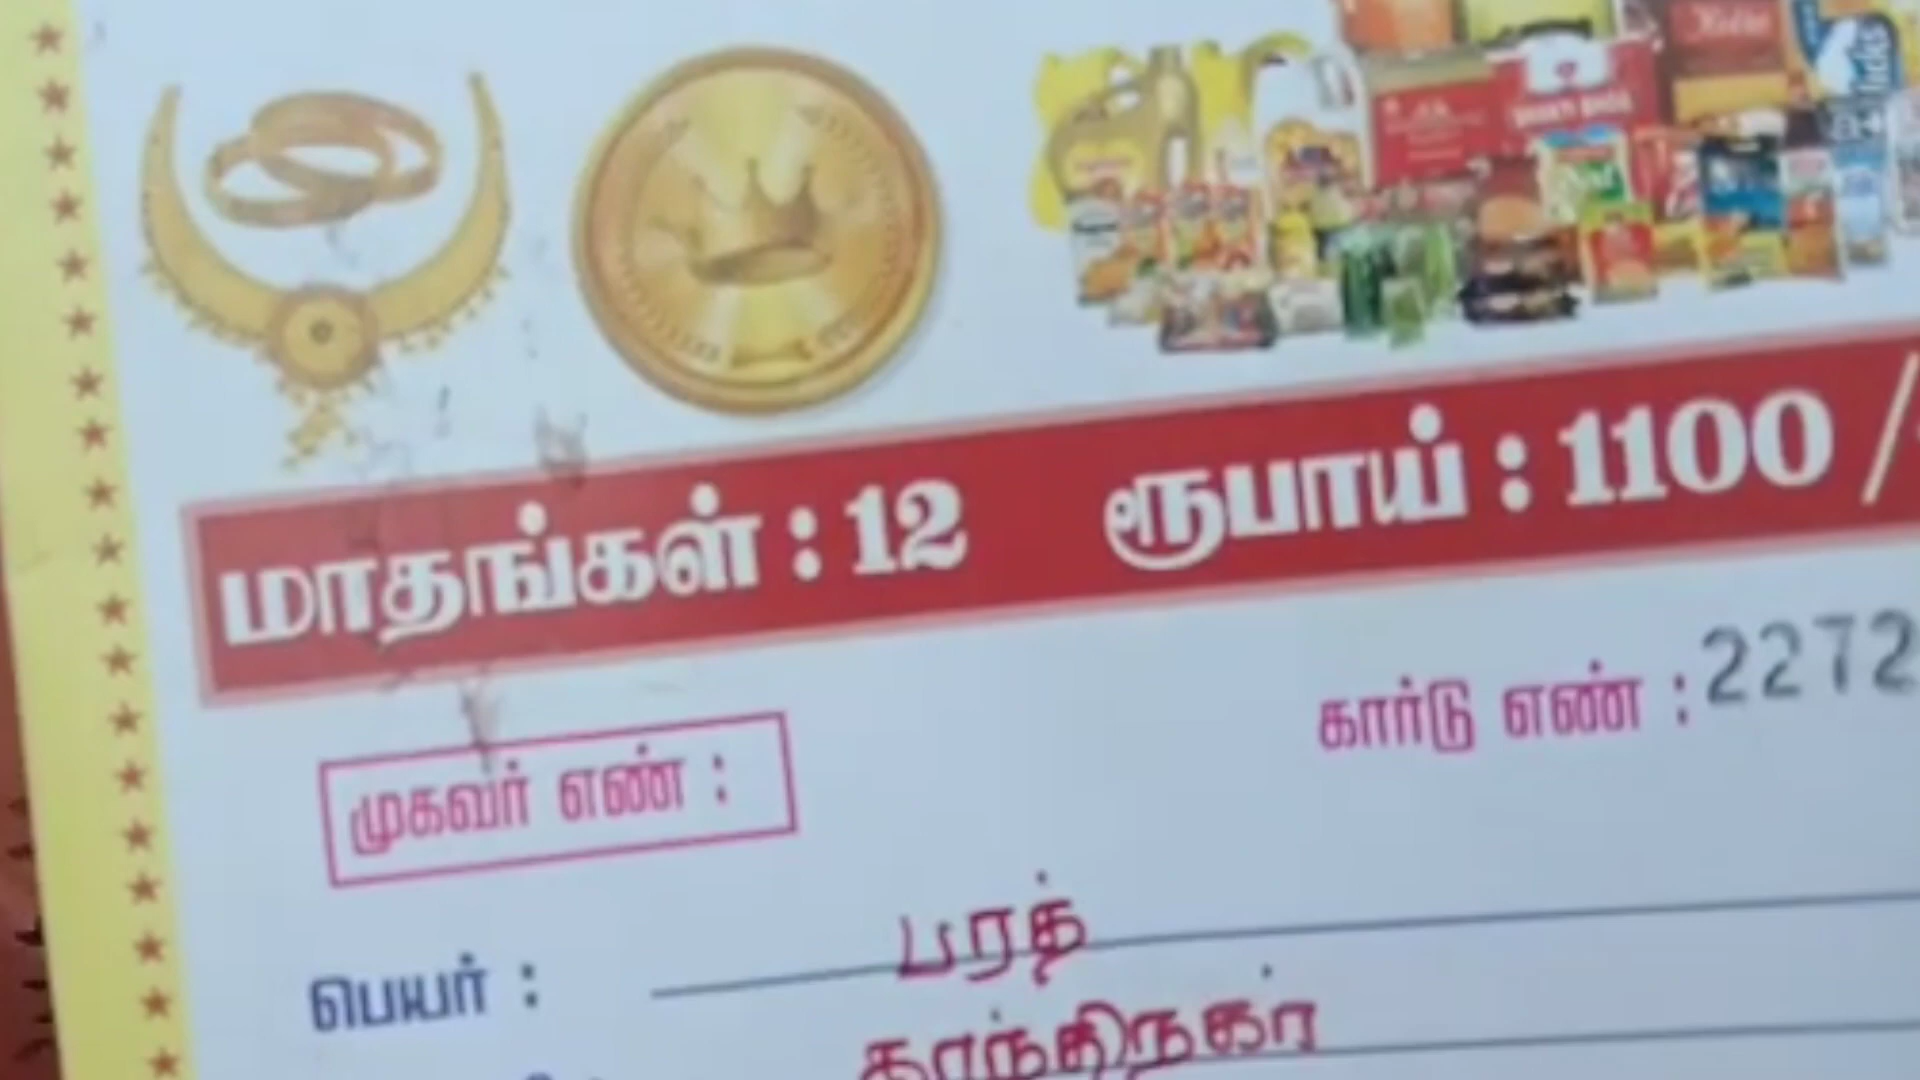 மாதங்கள் : 12 ரூபாய் : 1100 /-
கார்டு எண் : 2272
முகவர் எண் :
பெயர் : பரத்
காந்திநகர்